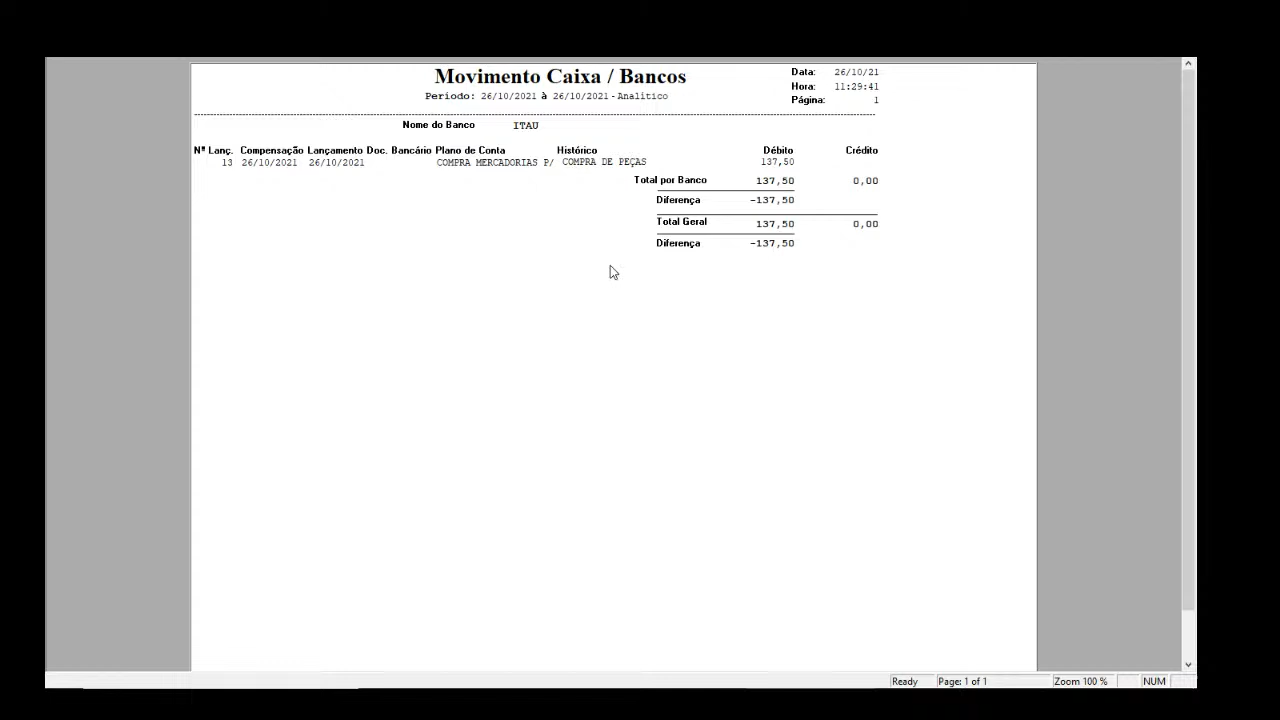 Movimento Caixa / Bancos
Data: 26/10/21
Período: 26/10/2021 à 26/10/2021 - Analítico
Hora: 11:29:41
Página: 1
Nome do Banco ITAU
Nº Lanç. Compensação Lançamento Doc. Bancário Plano de Conta Histórico Débito Crédito
13 26/10/2021 26/10/2021 COMPRA MERCADORIAS P/ COMPRA DE PEÇAS 137,50
Total por Banco 137,50 0,00
Diferença -137,50
Total Geral 137,50 0,00
Diferença -137,50
Ready Page: 1 of 1 Zoom 100 % NUM